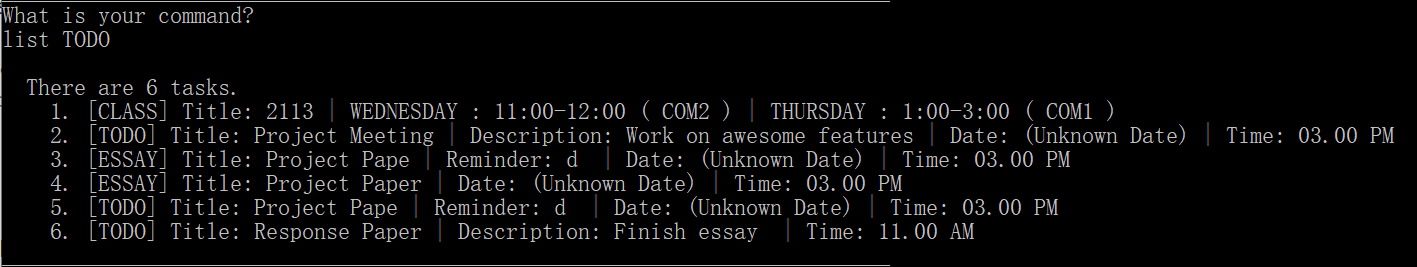 What is your command?
list TODO
There are 6 tasks.
1. [CLASS] Title: 2113 | WEDNESDAY : 11:00-12:00 ( COM2 ) | THURSDAY : 1:00-3:00 ( COM1 )
2. [TODO] Title: Project Meeting | Description: Work on awesome features | Date: (Unknown Date) | Time: 03.00 PM
3. [ESSAY] Title: Project Pape | Reminder: d  | Date: (Unknown Date) | Time: 03.00 PM
4. [ESSAY] Title: Project Paper | Date: (Unknown Date) | Time: 03.00 PM
5. [TODO] Title: Project Pape | Reminder: d  | Date: (Unknown Date) | Time: 03.00 PM
6. [TODO] Title: Response Paper | Description: Finish essay  | Time: 11.00 AM